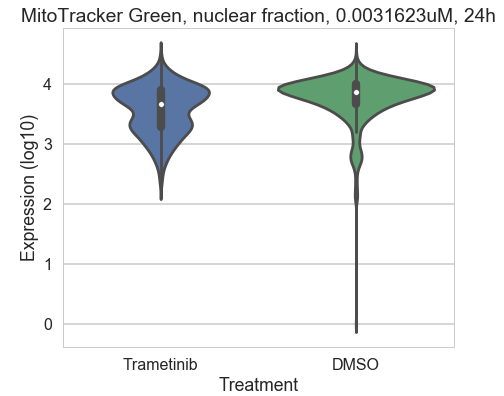 MitoTracker Green, nuclear fraction, 0.0031623uM, 24h
Expression (log10)
4
3
2
1
0
Trametinib
DMSO
Treatment